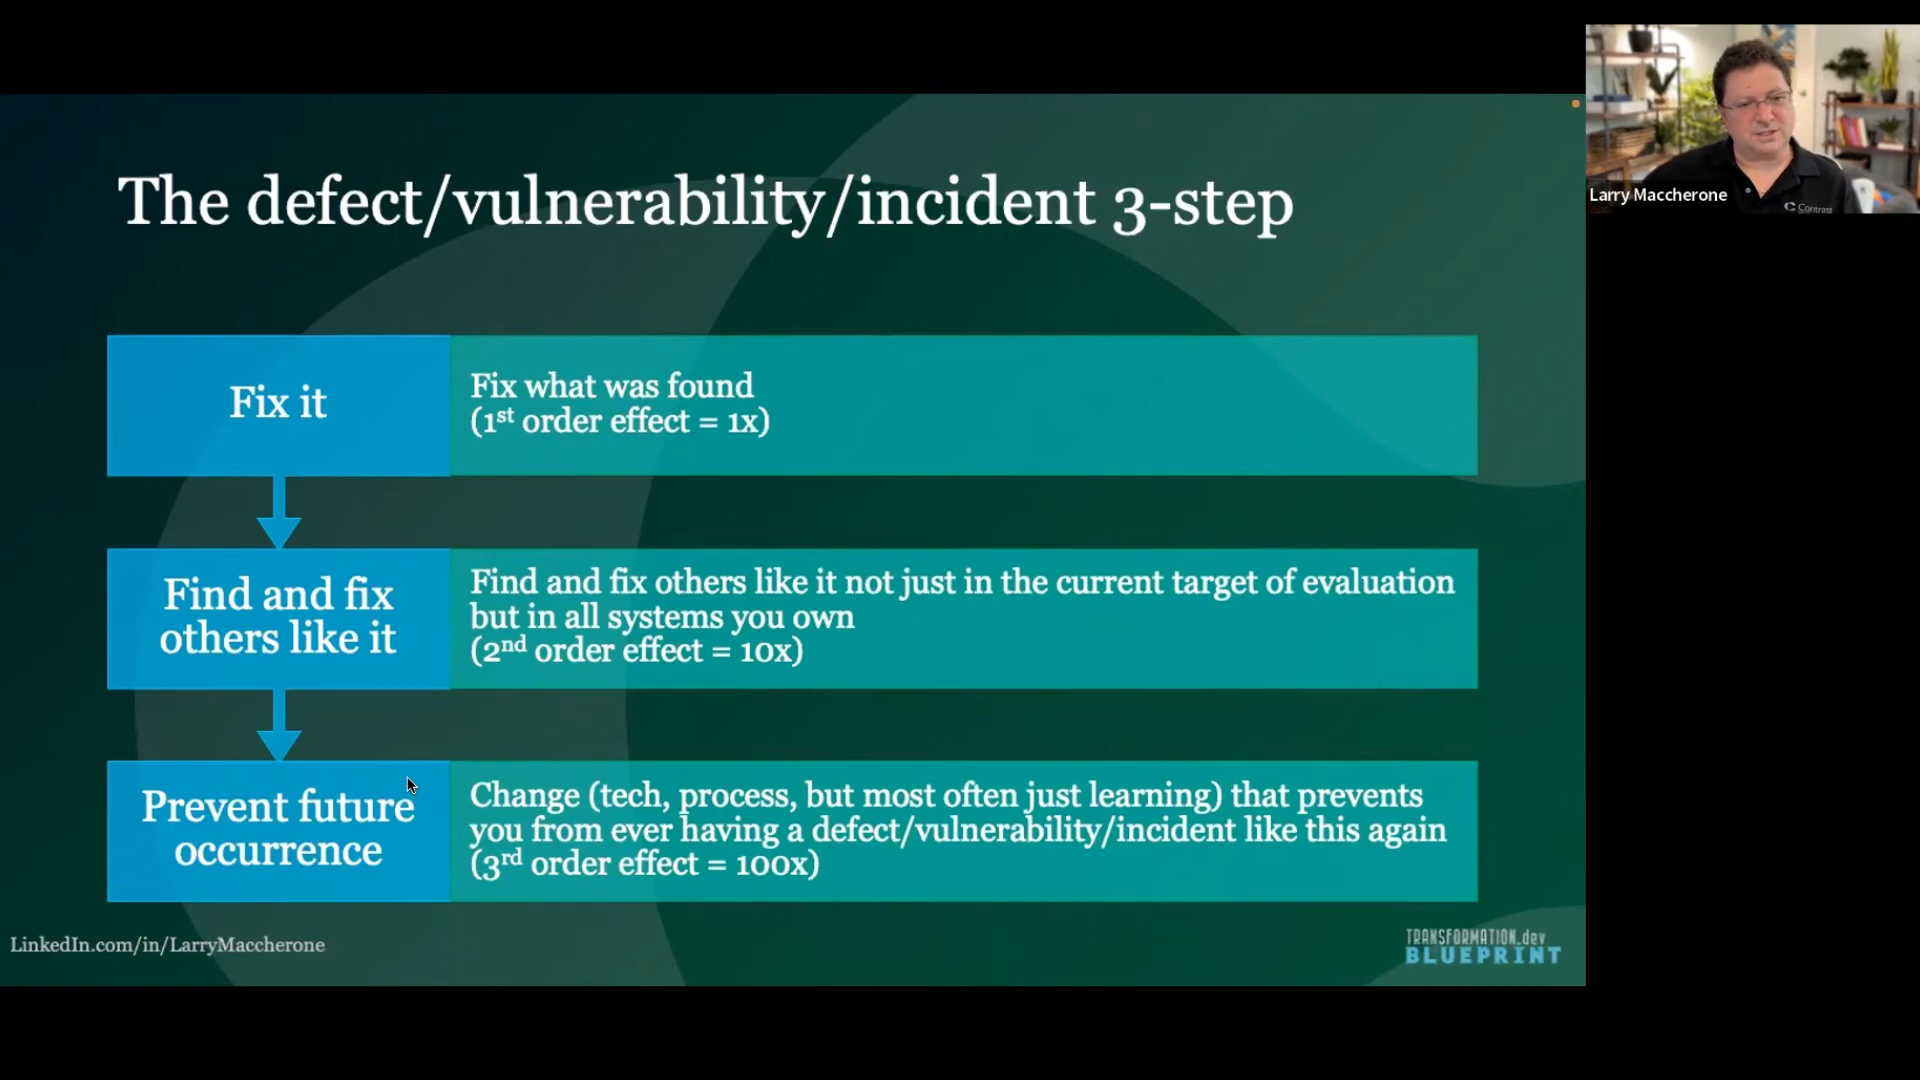 The defect/vulnerability/incident 3-step
Fix it
Fix what was found
(1st order effect = 1x)
Find and fix
others like it
Find and fix others like it not just in the current target of evaluation
but in all systems you own
(2nd order effect = 10x)
Prevent future
occurrence
Change (tech, process, but most often just learning) that prevents
you from ever having a defect/vulnerability/incident like this again
(3rd order effect = 100x)
LinkedIn.com/in/LarryMaccherone
TRANSFORMATION.dev
BLUEPRINT
Larry Maccherone
Contrast